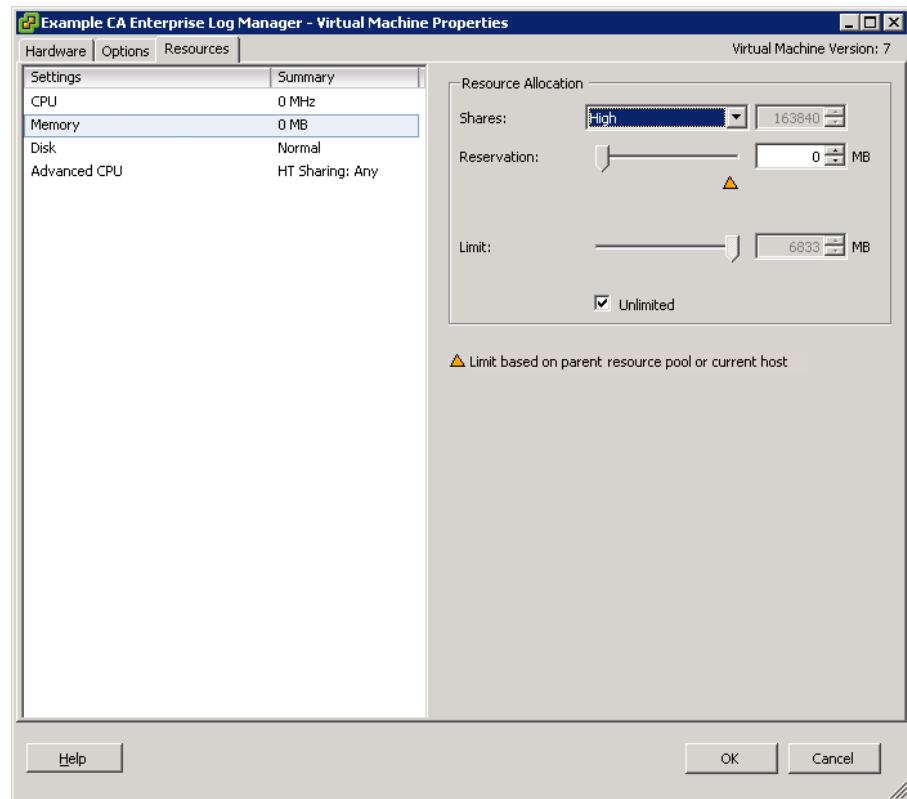 Example CA Enterprise Log Manager - Virtual Machine Properties
Hardware Options Resources Virtual Machine Version: 7
Settings Summary
CPU 0 MHz
Memory 0 MB
Disk Normal
Advanced CPU HT Sharing: Any
Resource Allocation
Shares: High 163840
Reservation: 0 MB
Limit: 6833 MB
Unlimited
Limit based on parent resource pool or current host
Help OK Cancel